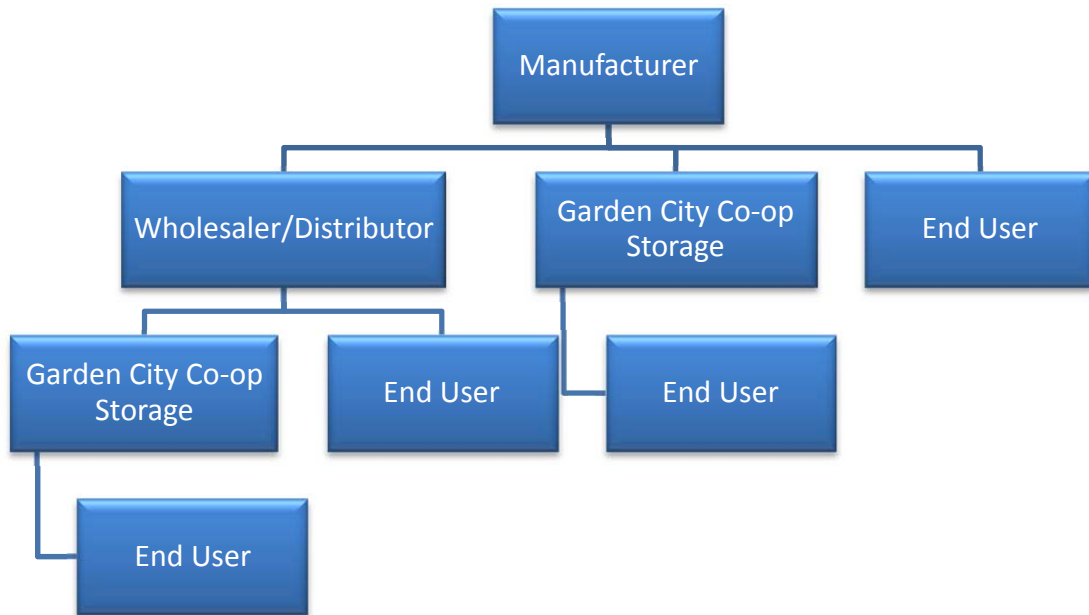 Manufacturer
Wholesaler/Distributor
Garden City Co-op
Storage
End User
Garden City Co-op
Storage
End User
End User
End User